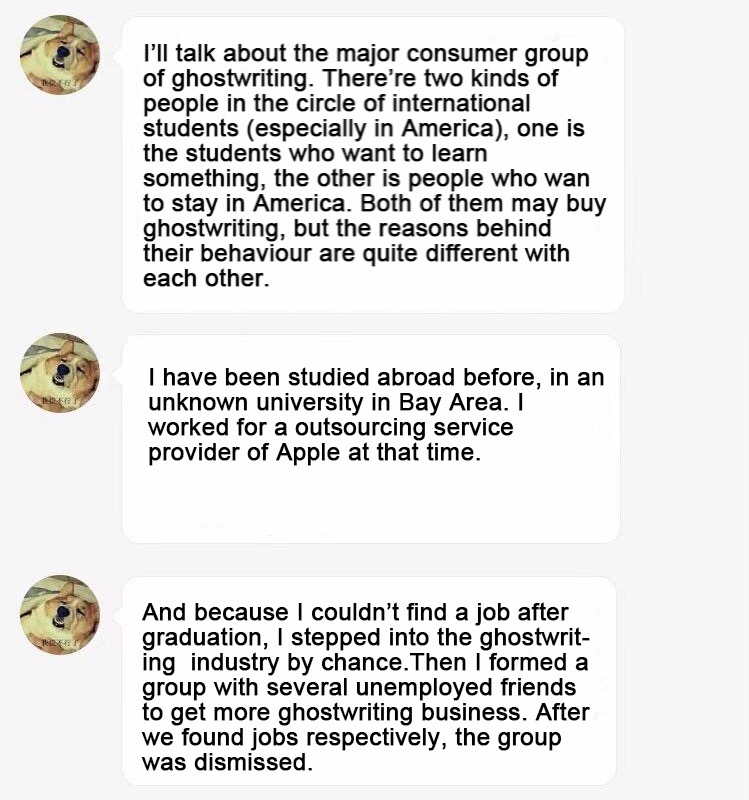 I'll talk about the major consumer group
of ghostwriting. There're two kinds of
people in the circle of international
students (especially in America), one is
the students who want to learn
something, the other is people who wan
to stay in America. Both of them may buy
ghostwriting, but the reasons behind
their behaviour are quite different with
each other.
I have been studied abroad before, in an
unknown university in Bay Area. I
worked for a outsourcing service
provider of Apple at that time.
And because I couldn't find a job after
graduation, I stepped into the ghostwrit-
ing industry by chance.Then I formed a
group with several unemployed friends
to get more ghostwriting business. After
we found jobs respectively, the group
was dismissed.